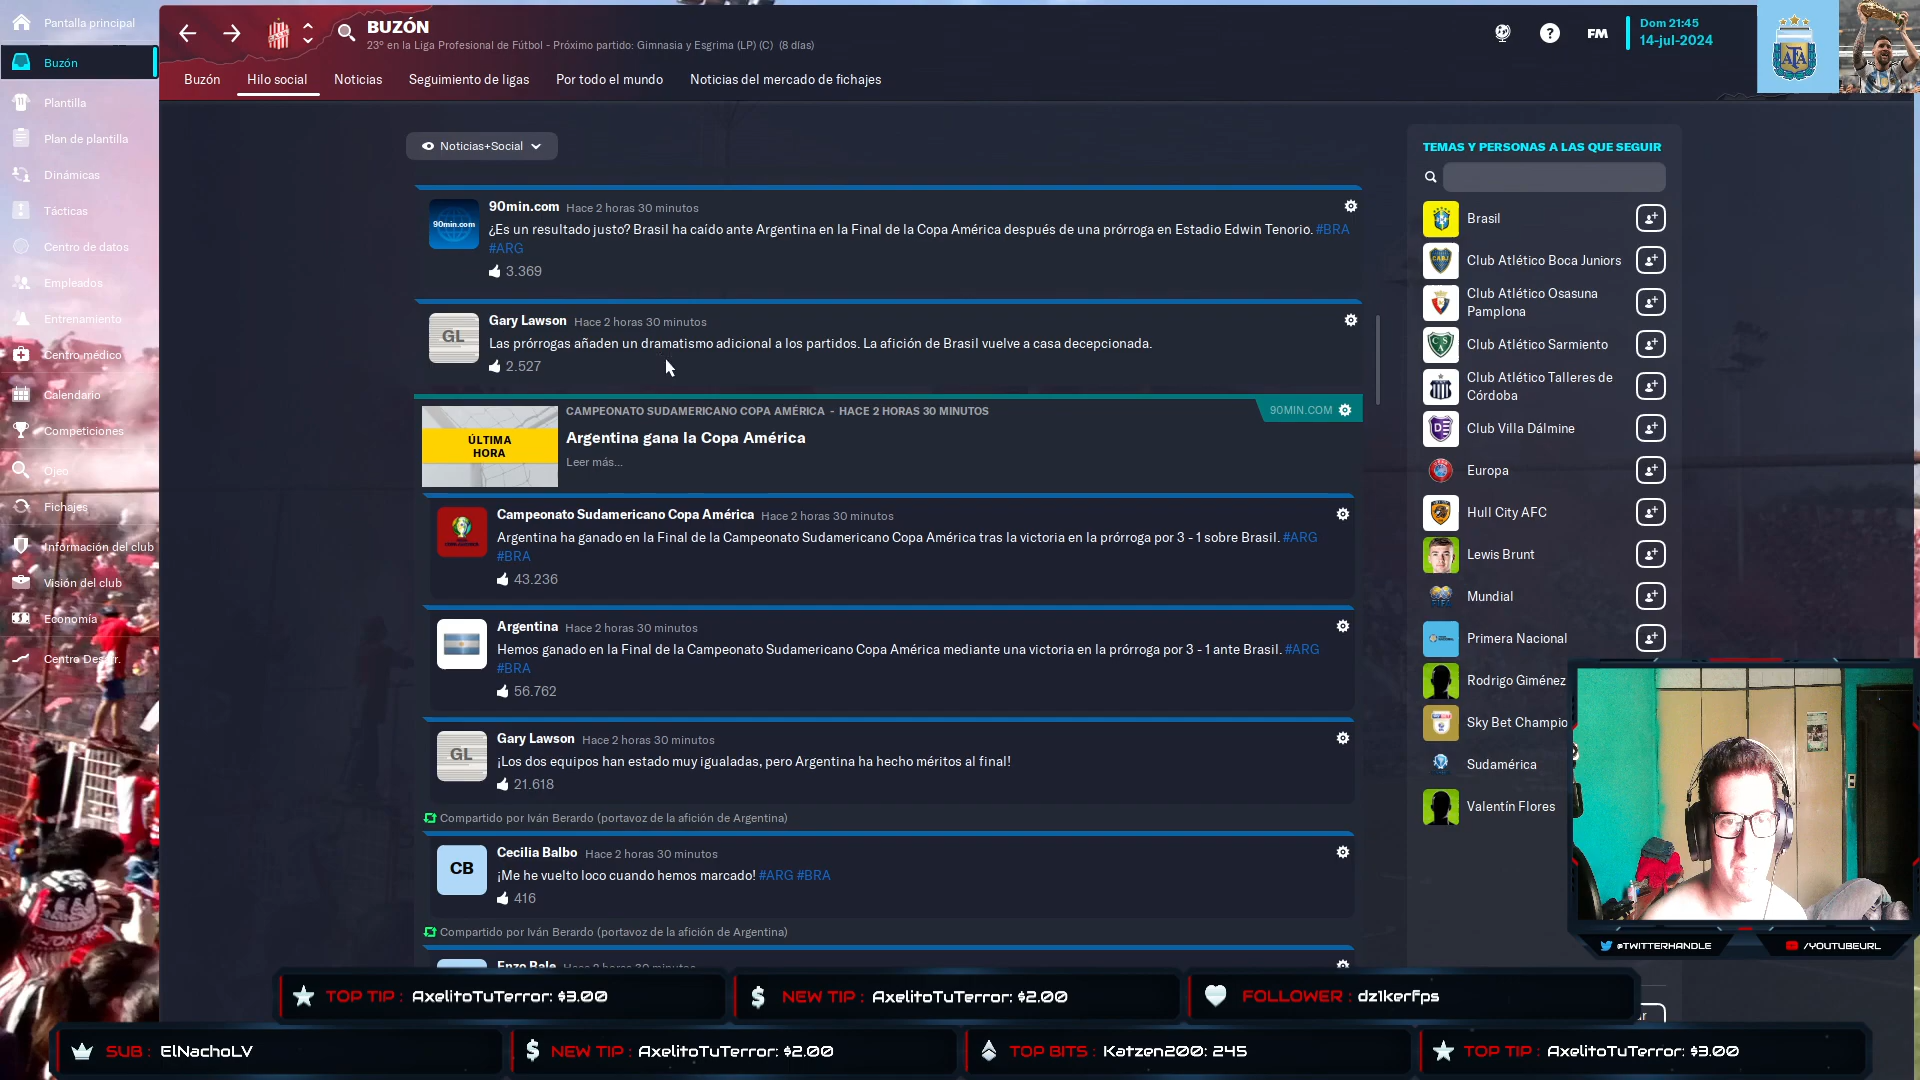 Pantalla principal
Buzón
Plantilla
Plan de plantilla
Dinámicas
Tácticas
Centro de datos
Empleados
Entrenamiento
Centro médico
Calendario
Competiciones
Ojeo
Fichajes
Información del club
Visión del club
Economía
BUZÓN
23º en la Liga Profesional de Fútbol - Próximo partido: Gimnasia y Esgrima (LP) (C) (8 días)
FM
Dom 21:45
14-jul-2024
AFA
Buzón
Hilo social
Noticias
Seguimiento de ligas
Por todo el mundo
Noticias del mercado de fichajes
Noticias+Social
90min.com
90min.com Hace 2 horas 30 minutos
¿Es un resultado justo? Brasil ha caído ante Argentina en la Final de la Copa América después de una prórroga en Estadio Edwin Tenorio. #BRA
#ARG
3.369
GL
Gary Lawson Hace 2 horas 30 minutos
Las prórrogas añaden un dramatismo adicional a los partidos. La afición de Brasil vuelve a casa decepcionada.
2.527
ÚLTIMA
HORA
CAMPEONATO SUDAMERICANO COPA AMÉRICA - HACE 2 HORAS 30 MINUTOS
90MIN.COM
Argentina gana la Copa América
Leer más...
Campeonato Sudamericano Copa América Hace 2 horas 30 minutos
Argentina ha ganado en la Final de la Campeonato Sudamericano Copa América tras la victoria en la prórroga por 3 - 1 sobre Brasil. #ARG
#BRA
43.236
Argentina Hace 2 horas 30 minutos
Hemos ganado en la Final de la Campeonato Sudamericano Copa América mediante una victoria en la prórroga por 3 - 1 ante Brasil. #ARG
#BRA
56.762
GL
Gary Lawson Hace 2 horas 30 minutos
¡Los dos equipos han estado muy igualadas, pero Argentina ha hecho méritos al final!
21.618
Compartido por Iván Berardo (portavoz de la afición de Argentina)
CB
Cecilia Balbo Hace 2 horas 30 minutos
¡Me he vuelto loco cuando hemos marcado! #ARG #BRA
416
Compartido por Iván Berardo (portavoz de la afición de Argentina)
Enzo Bale Hace 2 horas 30 minutos
TEMAS Y PERSONAS A LAS QUE SEGUIR
Brasil
Club Atlético Boca Juniors
Club Atlético Osasuna
Pamplona
Club Atlético Sarmiento
Club Atlético Talleres de
Córdoba
Club Villa Dálmine
Europa
Hull City AFC
Lewis Brunt
Mundial
Primera Nacional
Rodrigo Giménez
Sky Bet Champio
Sudamérica
Valentín Flores
@TWITTERHANDLE
/YOUTUBEURL
TOP TIP : AxelitoTuTerror: $3.00
NEW TIP : AxelitoTuTerror: $2.00
FOLLOWER : dz1kerfps
SUB : ElNachoLV
NEW TIP : AxelitoTuTerror: $2.00
TOP BITS : Katzen200: 245
TOP TIP : AxelitoTuTerror: $3.00